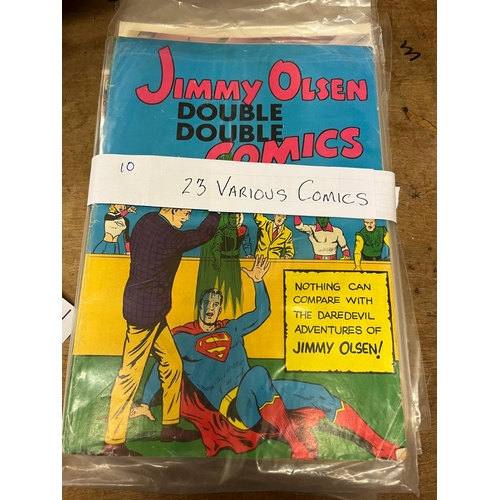 JIMMY OLSEN
DOUBLE
DOUBLE
COMICS
10
23 VARIOUS COMICS
NOTHING CAN
COMPARE WITH
THE DAREDEVIL
ADVENTURES OF
JIMMY OLSEN!
S